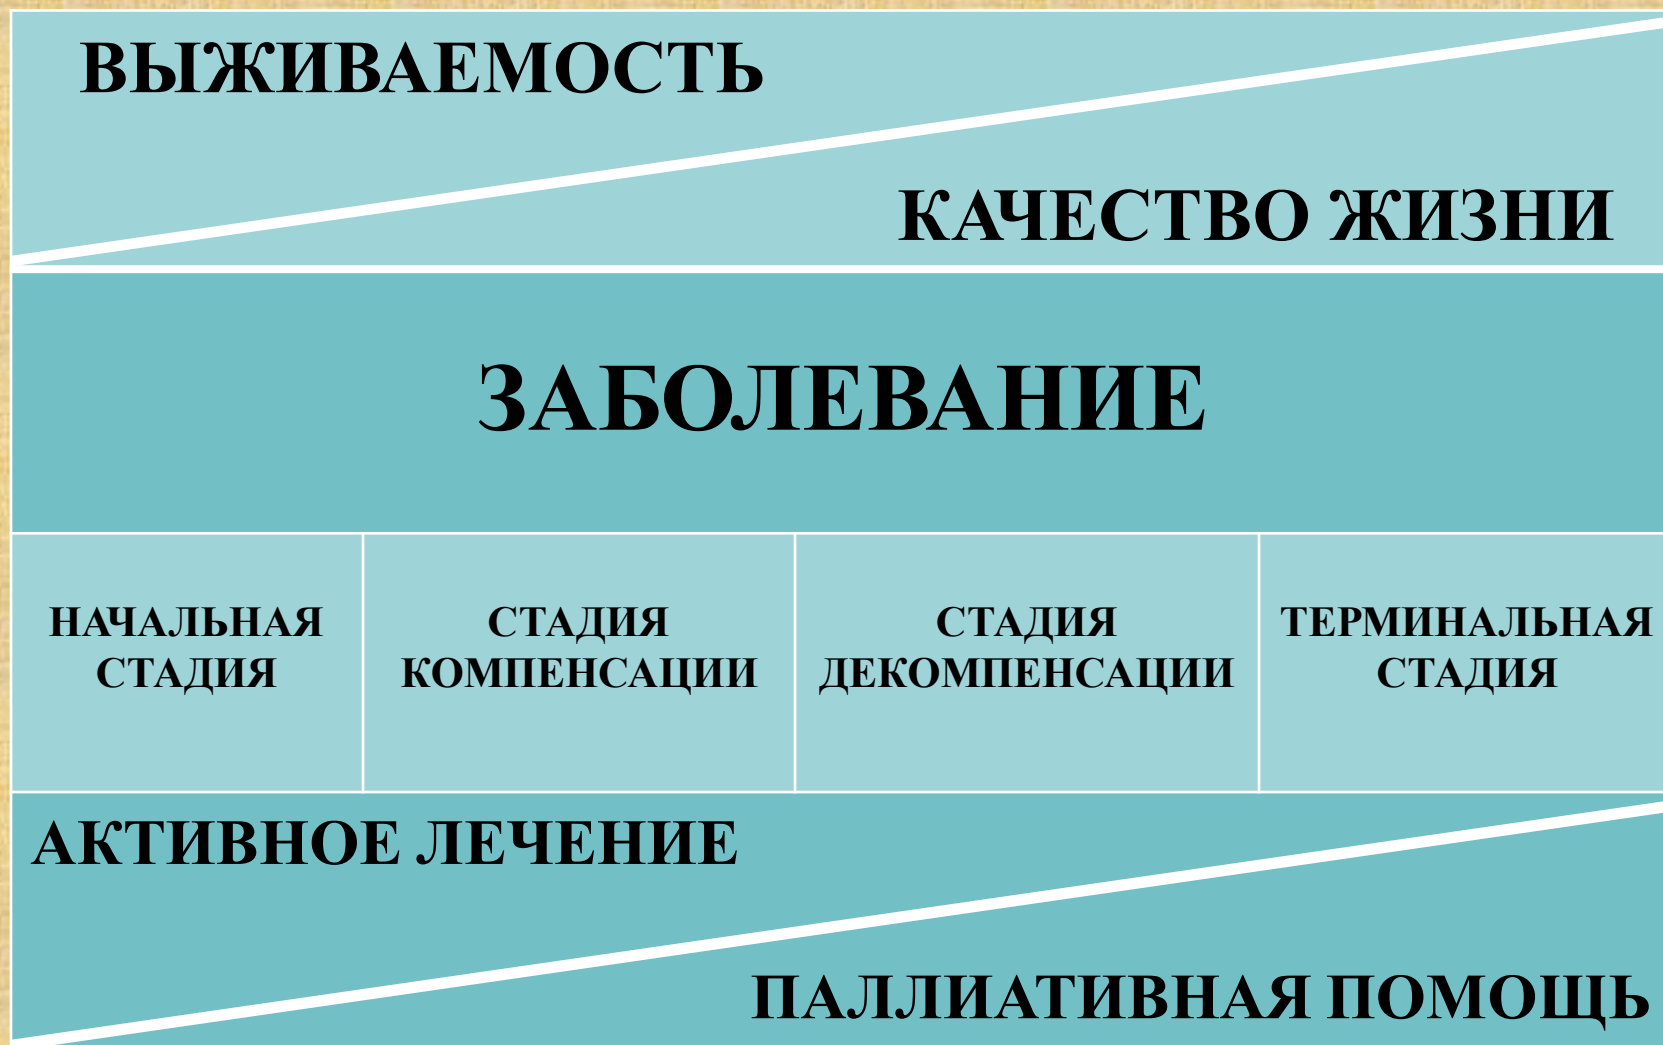 ВЫЖИВАЕМОСТЬ
КАЧЕСТВО ЖИЗНИ
ЗАБОЛЕВАНИЕ
НАЧАЛЬНАЯ
СТАДИЯ
СТАДИЯ
КОМПЕНСАЦИИ
СТАДИЯ
ДЕКОМПЕНСАЦИИ
ТЕРМИНАЛЬНАЯ
СТАДИЯ
АКТИВНОЕ ЛЕЧЕНИЕ
ПАЛЛИАТИВНАЯ ПОМОЩЬ